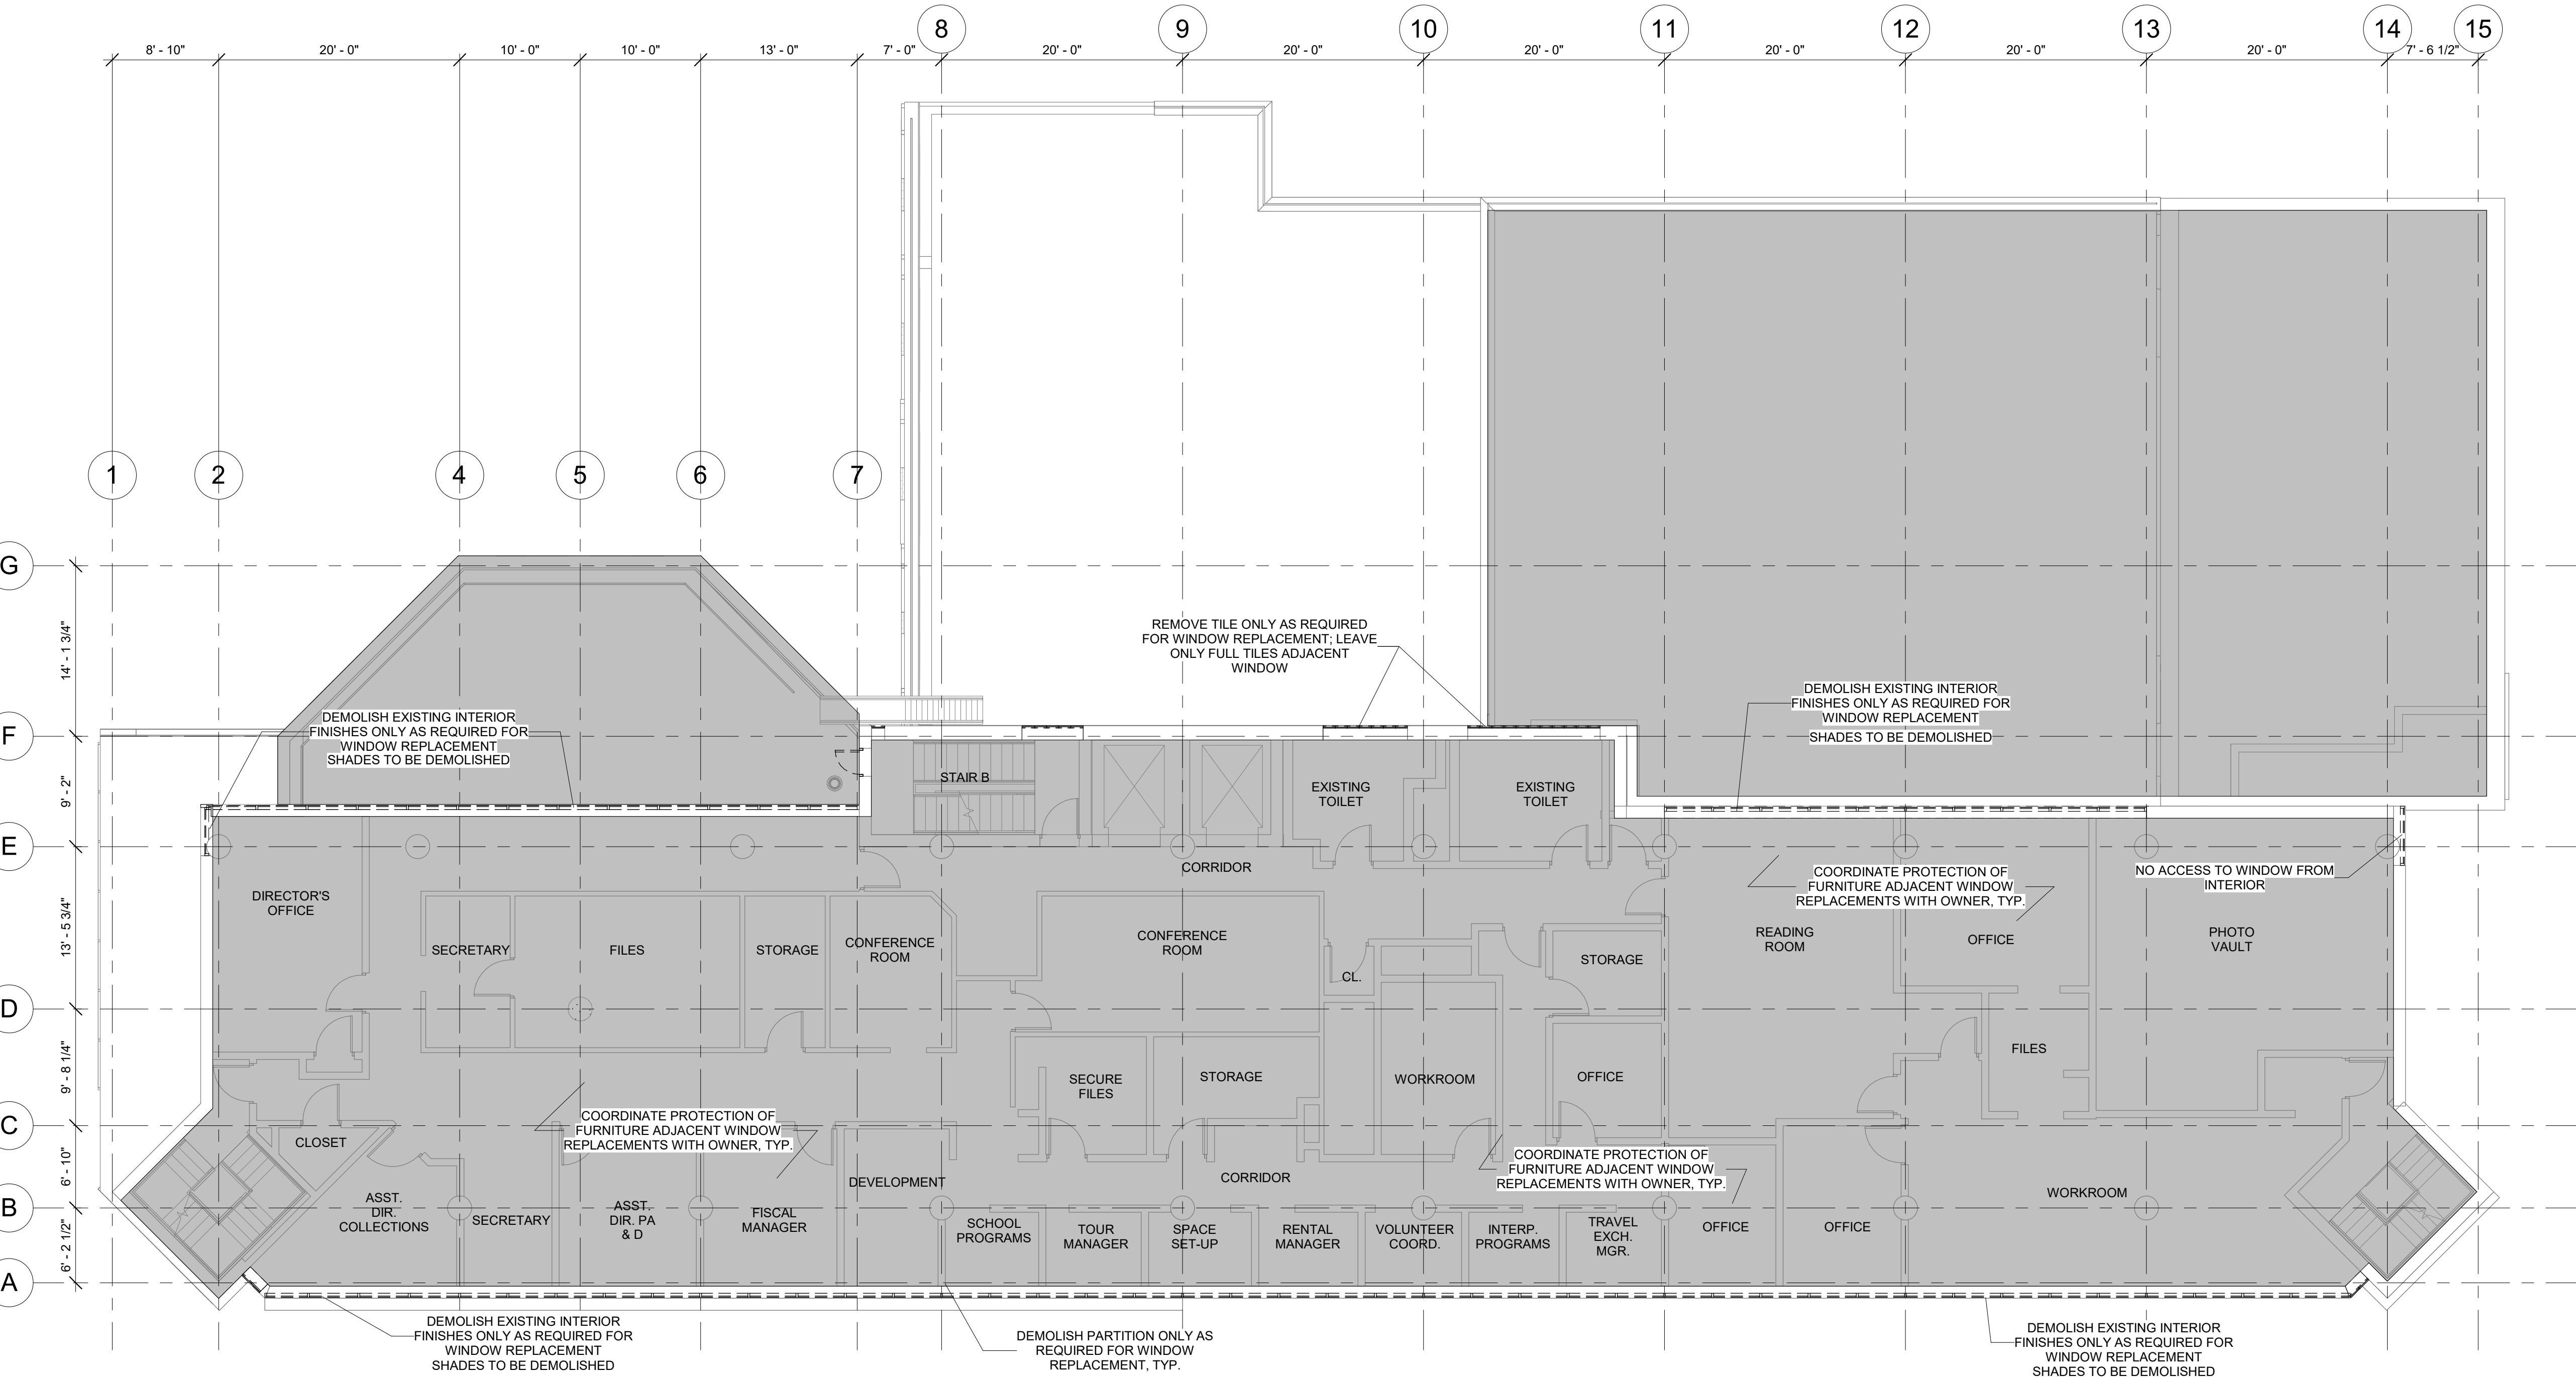 8
9
10
11
12
13
14
15
8' - 10"
20' - 0"
10' - 0"
10' - 0"
13' - 0"
7' - 0"
20' - 0"
20' - 0"
20' - 0"
20' - 0"
20' - 0"
20' - 0"
7' - 6 1/2"
1
2
4
5
6
7
G
F
E
D
C
B
A
14' - 1 3/4"
9' - 2"
13' - 5 3/4"
9' - 8 1/4"
6' - 10"
6' - 2 1/2"
REMOVE TILE ONLY AS REQUIRED
FOR WINDOW REPLACEMENT; LEAVE
ONLY FULL TILES ADJACENT
WINDOW
DEMOLISH EXISTING INTERIOR
FINISHES ONLY AS REQUIRED FOR
WINDOW REPLACEMENT
SHADES TO BE DEMOLISHED
DEMOLISH EXISTING INTERIOR
FINISHES ONLY AS REQUIRED FOR
WINDOW REPLACEMENT
SHADES TO BE DEMOLISHED
STAIR B
EXISTING
TOILET
EXISTING
TOILET
CORRIDOR
COORDINATE PROTECTION OF
FURNITURE ADJACENT WINDOW
REPLACEMENTS WITH OWNER, TYP.
NO ACCESS TO WINDOW FROM
INTERIOR
DIRECTOR'S
OFFICE
SECRETARY
FILES
STORAGE
CONFERENCE
ROOM
CONFERENCE
ROOM
CL.
STORAGE
READING
ROOM
OFFICE
PHOTO
VAULT
SECURE
FILES
STORAGE
WORKROOM
OFFICE
FILES
COORDINATE PROTECTION OF
FURNITURE ADJACENT WINDOW
REPLACEMENTS WITH OWNER, TYP.
CLOSET
COORDINATE PROTECTION OF
FURNITURE ADJACENT WINDOW
REPLACEMENTS WITH OWNER, TYP.
CORRIDOR
DEVELOPMENT
ASST.
DIR.
COLLECTIONS
SECRETARY
ASST.
DIR. PA
& D
FISCAL
MANAGER
SCHOOL
PROGRAMS
TOUR
MANAGER
SPACE
SET-UP
RENTAL
MANAGER
VOLUNTEER
COORD.
INTERP.
PROGRAMS
TRAVEL
EXCH.
MGR.
OFFICE
OFFICE
WORKROOM
DEMOLISH EXISTING INTERIOR
FINISHES ONLY AS REQUIRED FOR
WINDOW REPLACEMENT
SHADES TO BE DEMOLISHED
DEMOLISH PARTITION ONLY AS
REQUIRED FOR WINDOW
REPLACEMENT, TYP.
DEMOLISH EXISTING INTERIOR
FINISHES ONLY AS REQUIRED FOR
WINDOW REPLACEMENT
SHADES TO BE DEMOLISHED